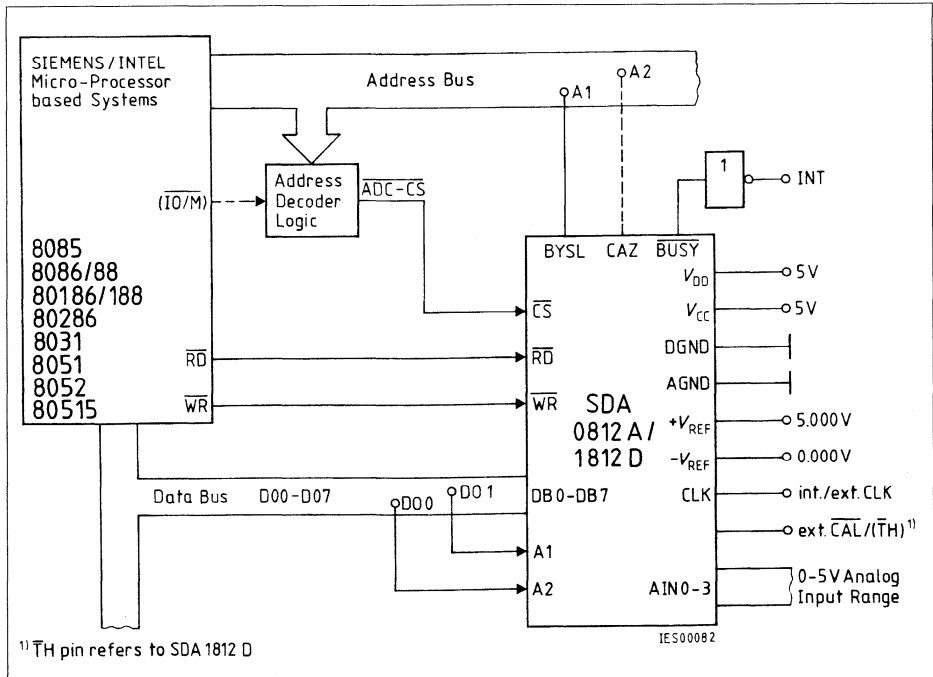 SIEMENS/INTEL
Micro-Processor
based Systems
Address Bus
A1
A2
1
INT
Address
Decoder
Logic
ADC-CS
(IO/M)
8085
8086/88
80186/188
80286
8031
8051
8052
80515
RD
WR
BYSL CAZ BUSY
VDD
5V
VCC
5V
CS
DGND
RD
AGND
WR
SDA
0812A/
1812D
+VREF
5.000V
-VREF
0.000V
Data Bus D00-D07
D00
D01
DB0-DB7
CLK
int./ext. CLK
ext. CAL/(TH) 1)
A1
A2
AIN0-3
0-5V Analog
Input Range
IES00082
1) TH pin refers to SDA 1812 D